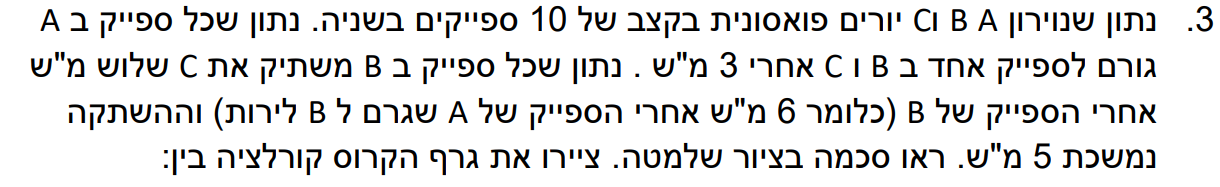 3. נתון שנוירון A B וC יורים פואסונית בקצב של 10 ספייקים בשניה. נתון שכל ספייק ב A
גורם לספייק אחד ב B ו C אחרי 3 מ"ש . נתון שכל ספייק ב B משתיק את C שלוש מ"ש
אחרי הספייק של B (כלומר 6 מ"ש אחרי הספייק של A שגרם ל B לירות) וההשתקה
נמשכת 5 מ"ש. ראו סכמה בציור שלמטה. ציירו את גרף הקרוס קורלציה בין: